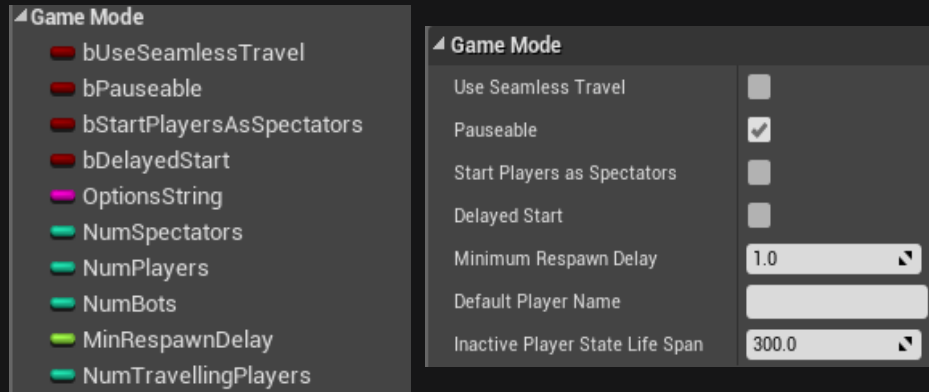 Game Mode
bUseSeamlessTravel
bPauseable
bStartPlayersAsSpectators
bDelayedStart
OptionsString
NumSpectators
NumPlayers
NumBots
MinRespawnDelay
NumTravellingPlayers
Game Mode
Use Seamless Travel
Pauseable
Start Players as Spectators
Delayed Start
Minimum Respawn Delay 1.0
Default Player Name
Inactive Player State Life Span 300.0